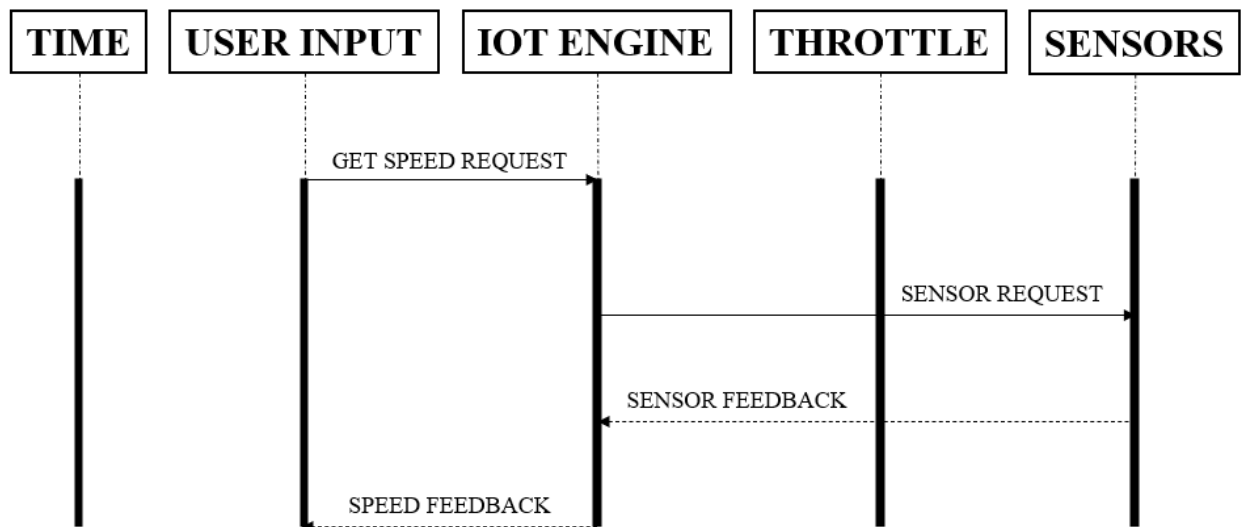 TIME
USER INPUT
IOT ENGINE
THROTTLE
SENSORS
GET SPEED REQUEST
SENSOR REQUEST
SENSOR FEEDBACK
SPEED FEEDBACK